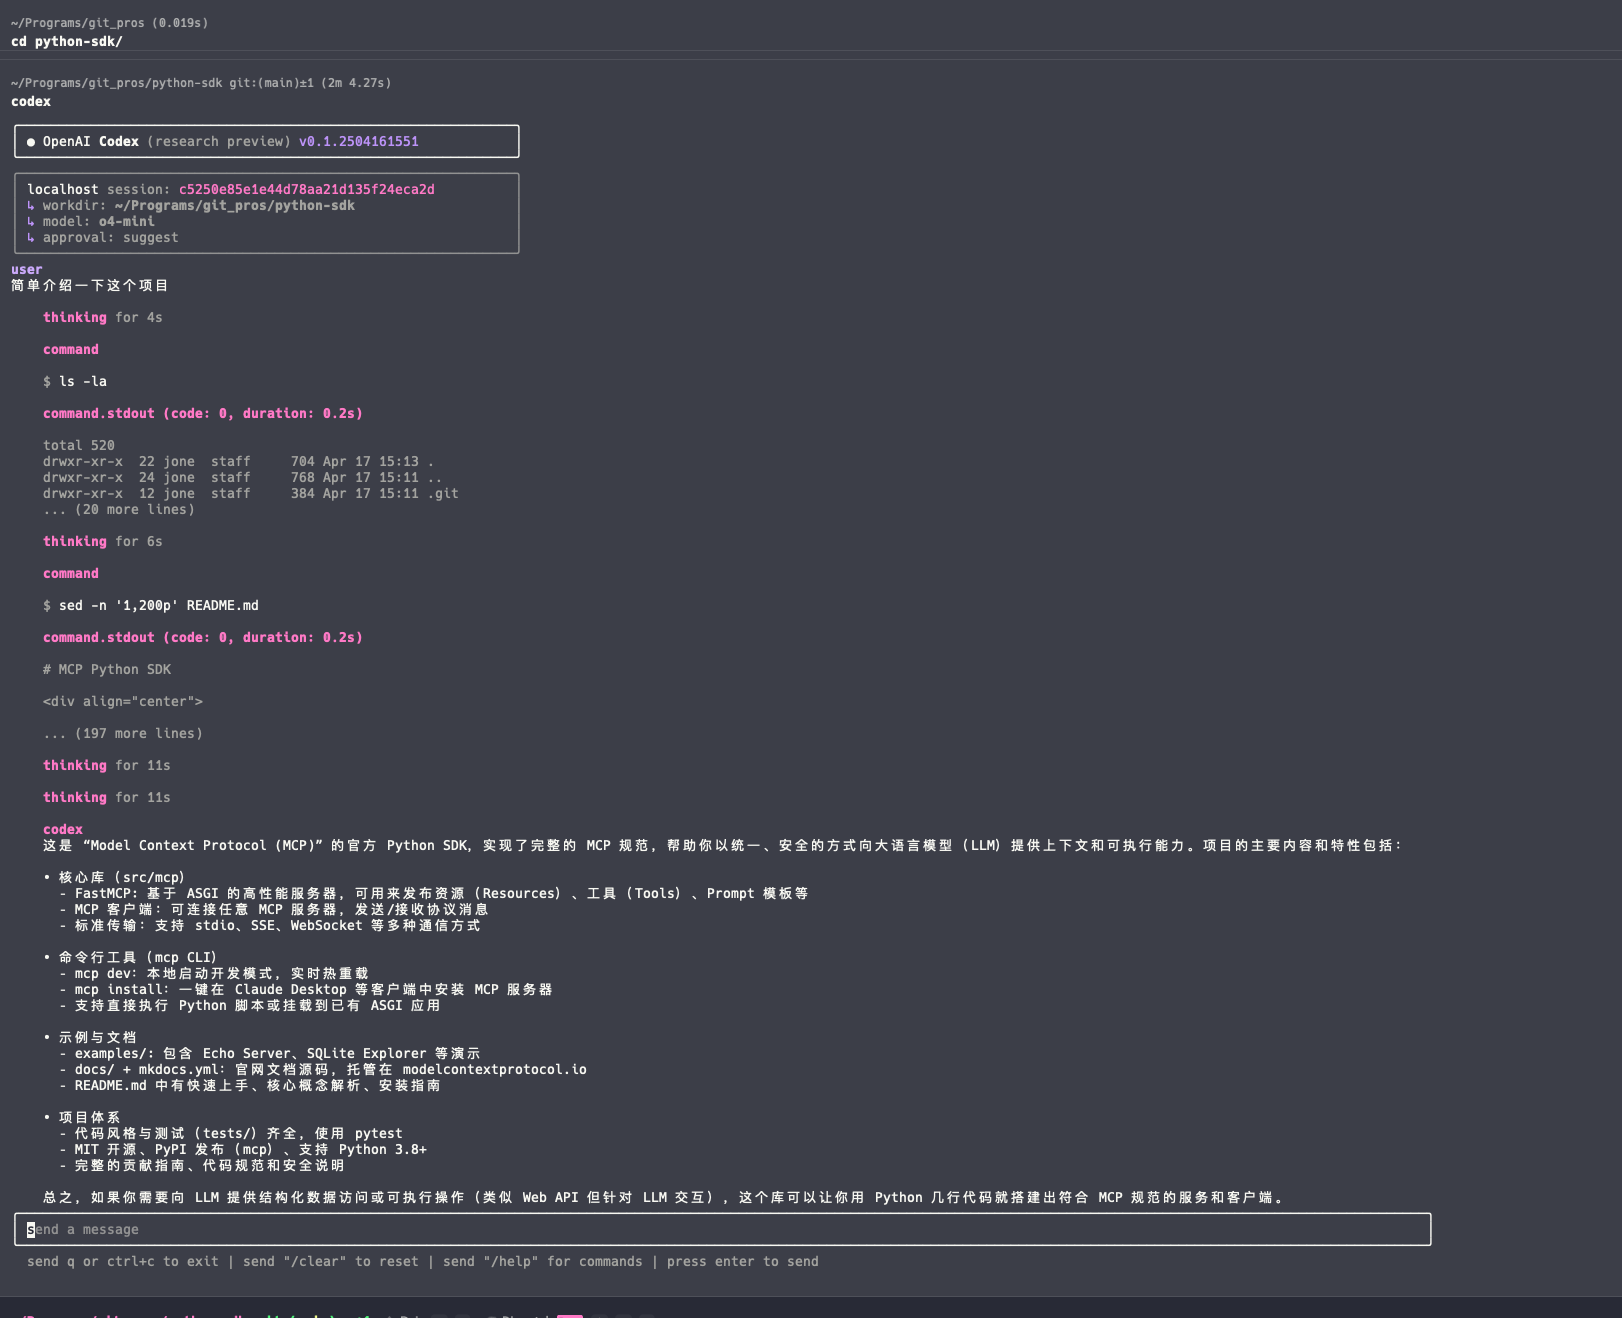 ~/Programs/git_pros (0.019s)
cd python-sdk/
~/Programs/git_pros/python-sdk git:(main)±1 (2m 4.27s)
codex
● OpenAI Codex (research preview) v0.1.2504161551
localhost session: c5250e85e1e44d78aa21d135f24eca2d
↳ workdir: ~/Programs/git_pros/python-sdk
↳ model: o4-mini
↳ approval: suggest
user
简单介绍一下这个项目
thinking for 4s
command
$ ls -la
command.stdout (code: 0, duration: 0.2s)
total 520
drwxr-xr-x  22 jone  staff     704 Apr 17 15:13 .
drwxr-xr-x  24 jone  staff     768 Apr 17 15:11 ..
drwxr-xr-x  12 jone  staff     384 Apr 17 15:11 .git
... (20 more lines)
thinking for 6s
command
$ sed -n '1,200p' README.md
command.stdout (code: 0, duration: 0.2s)
# MCP Python SDK
<div align="center">
... (197 more lines)
thinking for 11s
thinking for 11s
codex
这是 “Model Context Protocol (MCP)” 的官方 Python SDK，实现了完整的 MCP 规范，帮助你以统一、安全的方式向大语言模型（LLM）提供上下文和可执行能力。项目的主要内容和特性包括：
• 核心库（src/mcp）
- FastMCP：基于 ASGI 的高性能服务器，可用来发布资源（Resources）、工具（Tools）、Prompt 模板等
- MCP 客户端：可连接任意 MCP 服务器，发送/接收协议消息
- 标准传输：支持 stdio、SSE、WebSocket 等多种通信方式
• 命令行工具（mcp CLI）
- mcp dev：本地启动开发模式，实时热重载
- mcp install：一键在 Claude Desktop 等客户端中安装 MCP 服务器
- 支持直接执行 Python 脚本或挂载到已有 ASGI 应用
• 示例与文档
- examples/：包含 Echo Server、SQLite Explorer 等演示
- docs/ + mkdocs.yml：官网文档源码，托管在 modelcontextprotocol.io
- README.md 中有快速上手、核心概念解析、安装指南
• 项目体系
- 代码风格与测试（tests/）齐全，使用 pytest
- MIT 开源、PyPI 发布（mcp）、支持 Python 3.8+
- 完整的贡献指南、代码规范和安全说明
总之，如果你需要向 LLM 提供结构化数据访问或可执行操作（类似 Web API 但针对 LLM 交互），这个库可以让你用 Python 几行代码就搭建出符合 MCP 规范的服务和客户端。
send a message
send q or ctrl+c to exit | send "/clear" to reset | send "/help" for commands | press enter to send